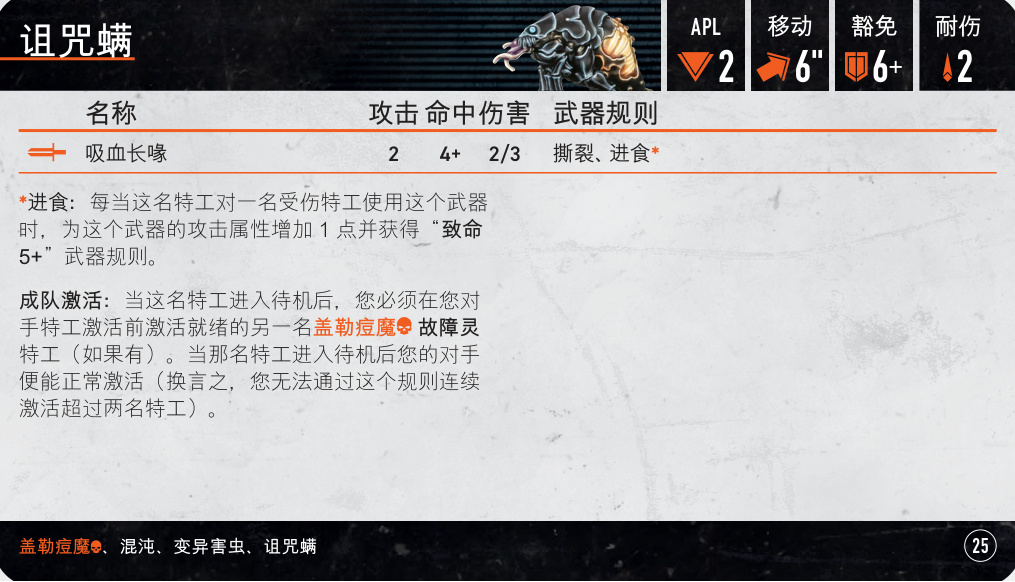 诅咒螨
APL 移动 豁免 耐伤
2 6" 6+ 2
名称 攻击 命中 伤害 武器规则
吸血长喙 2 4+ 2/3 撕裂、进食*
*进食：每当这名特工对一名受伤特工使用这个武器
时，为这个武器的攻击属性增加 1 点并获得“致命
5+”武器规则。
成队激活：当这名特工进入待机后，您必须在您对
手特工激活前激活就绪的另一名盖勒痘魔 故障灵
特工（如果有）。当那名特工进入待机后您的对手
便能正常激活（换言之，您无法通过这个规则连续
激活超过两名特工）。
盖勒痘魔、混沌、变异害虫、诅咒螨
25